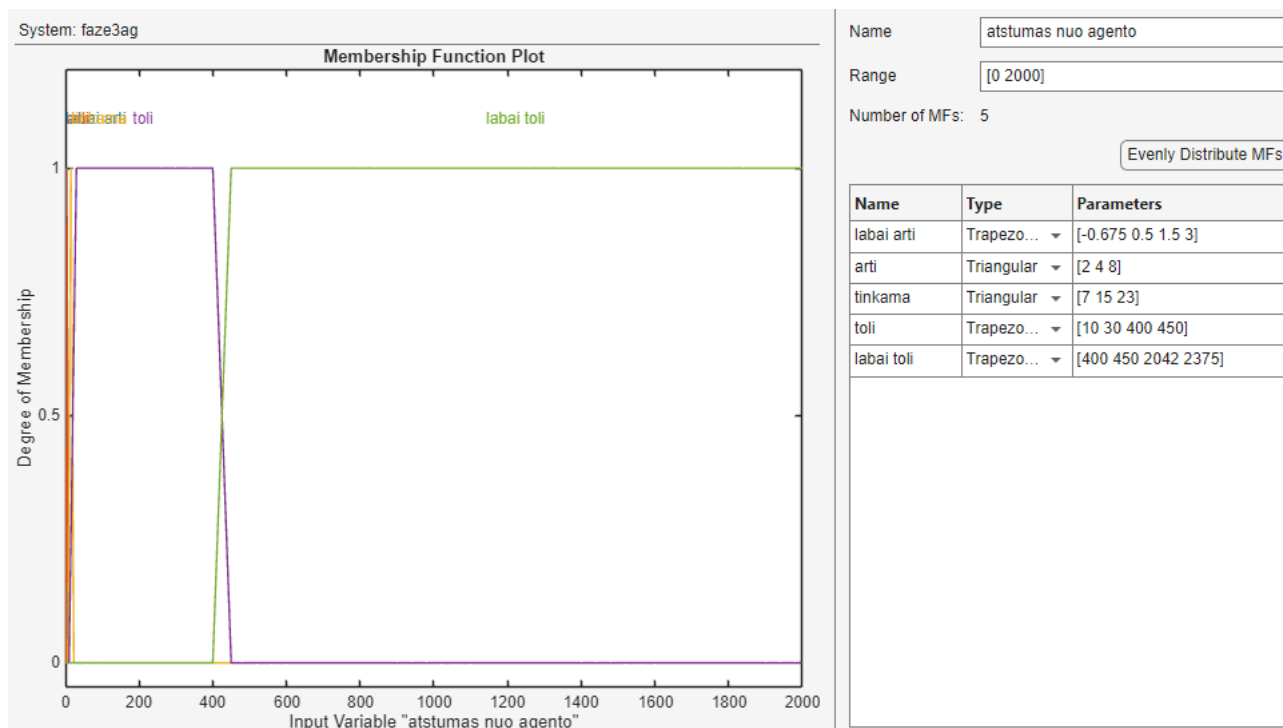 System: faze3ag
Membership Function Plot
labai arti toli labai toli
1
0.5
0
Degree of Membership
0 200 400 600 800 1000 1200 1400 1600 1800 2000
Input Variable "atstumas nuo agento"
Name atstumas nuo agento
Range [0 2000]
Number of MFs: 5
Evenly Distribute MFs
Name Type Parameters
labai arti Trapezo... [-0.675 0.5 1.5 3]
arti Triangular [2 4 8]
tinkama Triangular [7 15 23]
toli Trapezo... [10 30 400 450]
labai toli Trapezo... [400 450 2042 2375]